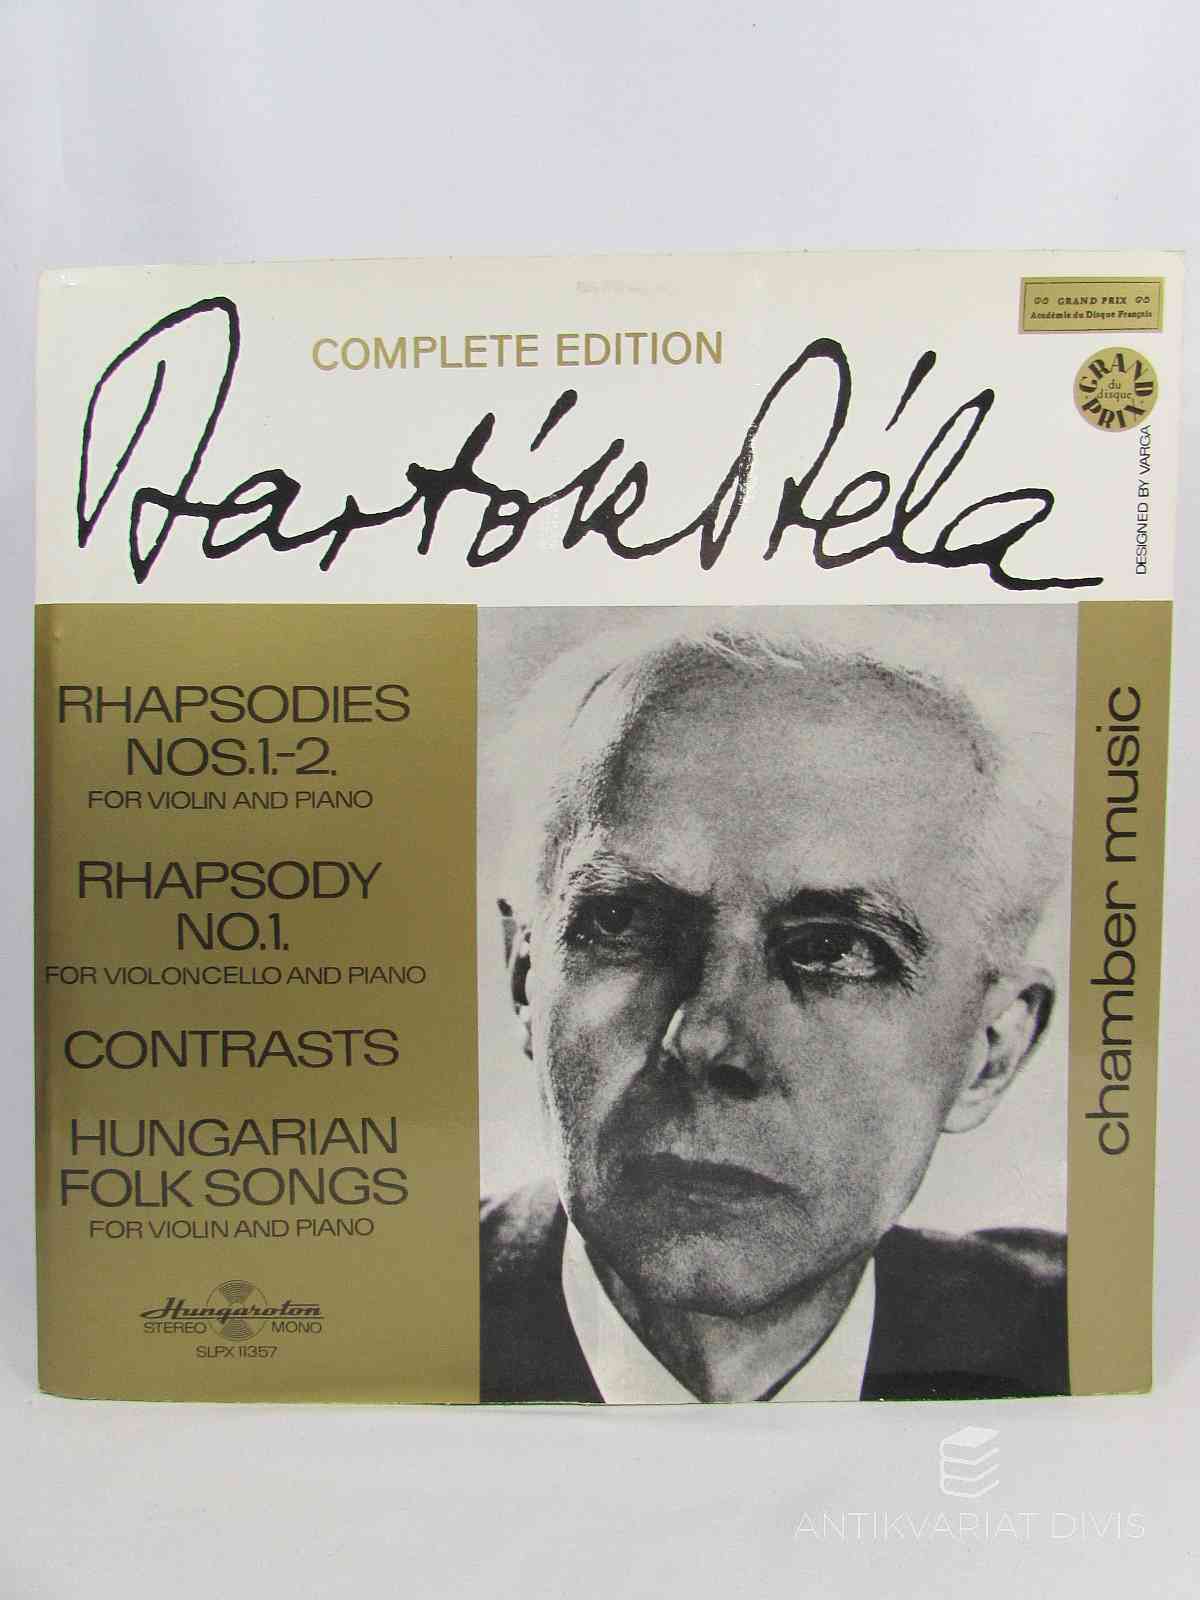 GRAND PRIX
Académie du Disque Français
COMPLETE EDITION
GRAND PRIX
du
disque
Bartók Béla
DESIGNED BY VARGA
RHAPSODIES
NOS.1.-2.
FOR VIOLIN AND PIANO
RHAPSODY
NO.1.
FOR VIOLONCELLO AND PIANO
CONTRASTS
HUNGARIAN
FOLK SONGS
FOR VIOLIN AND PIANO
Hungaroton
STEREO MONO
SLPX 11357
chamber music
ANTIKVARIAT DIVIS